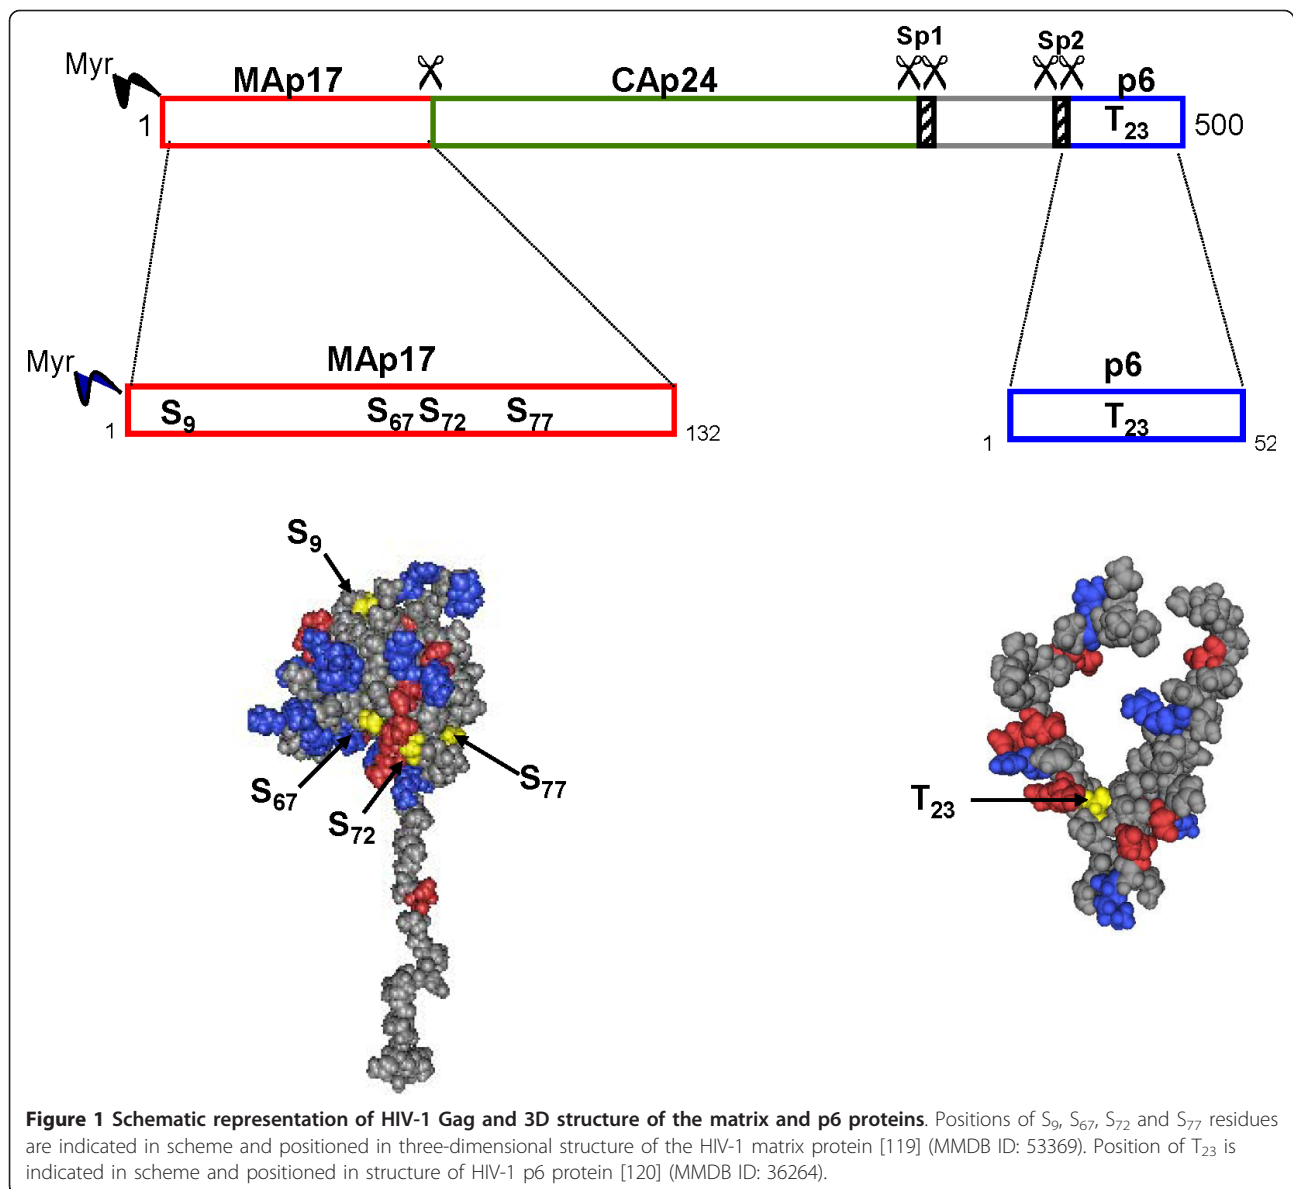 Sp1 Sp2
Myr MAp17 CAp24 p6
1 T₂₃ 500
MAp17 p6
Myr
S₉ S₆₇ S₇₂ S₇₇ T₂₃
1 132 1 52
S₉
S₆₇ S₇₇
T₂₃
S₇₂
Figure 1 Schematic representation of HIV-1 Gag and 3D structure of the matrix and p6 proteins. Positions of S₉, S₆₇, S₇₂ and S₇₇ residues
are indicated in scheme and positioned in three-dimensional structure of the HIV-1 matrix protein [119] (MMDB ID: 53369). Position of T₂₃ is
indicated in scheme and positioned in structure of HIV-1 p6 protein [120] (MMDB ID: 36264).